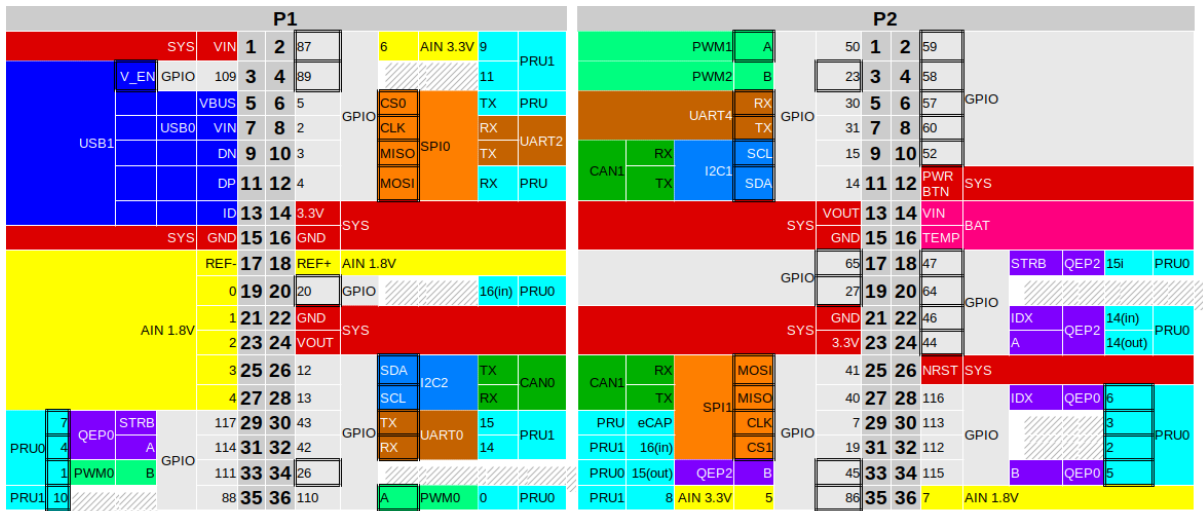 P1 P2
SYS VIN 1 2 87 6 AIN 3.3V 9 PRU1 PWM1 A 50 1 2 59
V_EN GPIO 109 3 4 89 11 PWM2 B 23 3 4 58
USB1 VBUS 5 6 5 GPIO CS0 SPI0 TX PRU UART4 RX GPIO 30 5 6 57 GPIO
USB0 VIN 7 8 2 CLK RX UART2 TX 31 7 8 60
DN 9 10 3 MISO TX CAN1 RX I2C1 SCL 15 9 10 52
DP 11 12 4 MOSI RX PRU TX SDA 14 11 12 PWR BTN SYS
ID 13 14 3.3V SYS SYS VOUT 13 14 VIN BAT
SYS GND 15 16 GND GND 15 16 TEMP
AIN 1.8V REF- 17 18 REF+ AIN 1.8V GPIO 65 17 18 47 GPIO STRB QEP2 15i PRU0
0 19 20 20 GPIO 16(in) PRU0 27 19 20 64
1 21 22 GND SYS SYS GND 21 22 46 IDX QEP2 14(in) PRU0
2 23 24 VOUT 3.3V 23 24 44 A 14(out)
3 25 26 12 GPIO SDA I2C2 TX CAN0 CAN1 RX SPI1 MOSI GPIO 41 25 26 NRST SYS
4 27 28 13 SCL RX TX MISO 40 27 28 116 GPIO IDX QEP0 6 PRU0
PRU0 7 QEP0 STRB GPIO 117 29 30 43 TX UART0 15 PRU1 PRU eCAP CLK 7 29 30 113 3
4 A 114 31 32 42 RX 14 PRU1 16(in) CS1 19 31 32 112 2
1 PWM0 B 111 33 34 26 PRU0 15(out) QEP2 B 45 33 34 115 B QEP0 5
PRU1 10 88 35 36 110 A PWM0 0 PRU0 PRU1 8 AIN 3.3V 5 86 35 36 7 AIN 1.8V